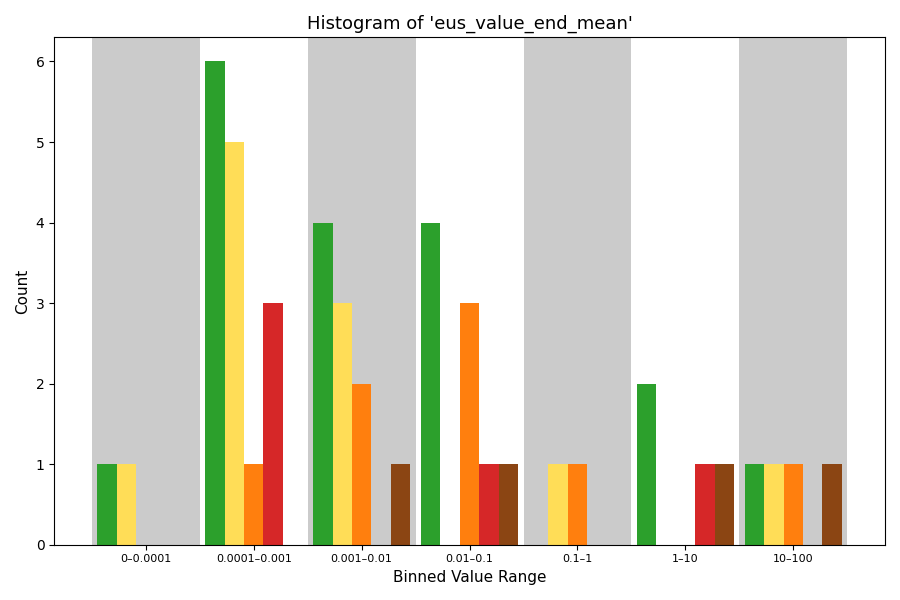 Histogram of 'eus_value_end_mean'
Count
6
5
4
3
2
1
0
0–0.0001 0.0001–0.001 0.001–0.01 0.01–0.1 0.1–1 1–10 10–100
Binned Value Range